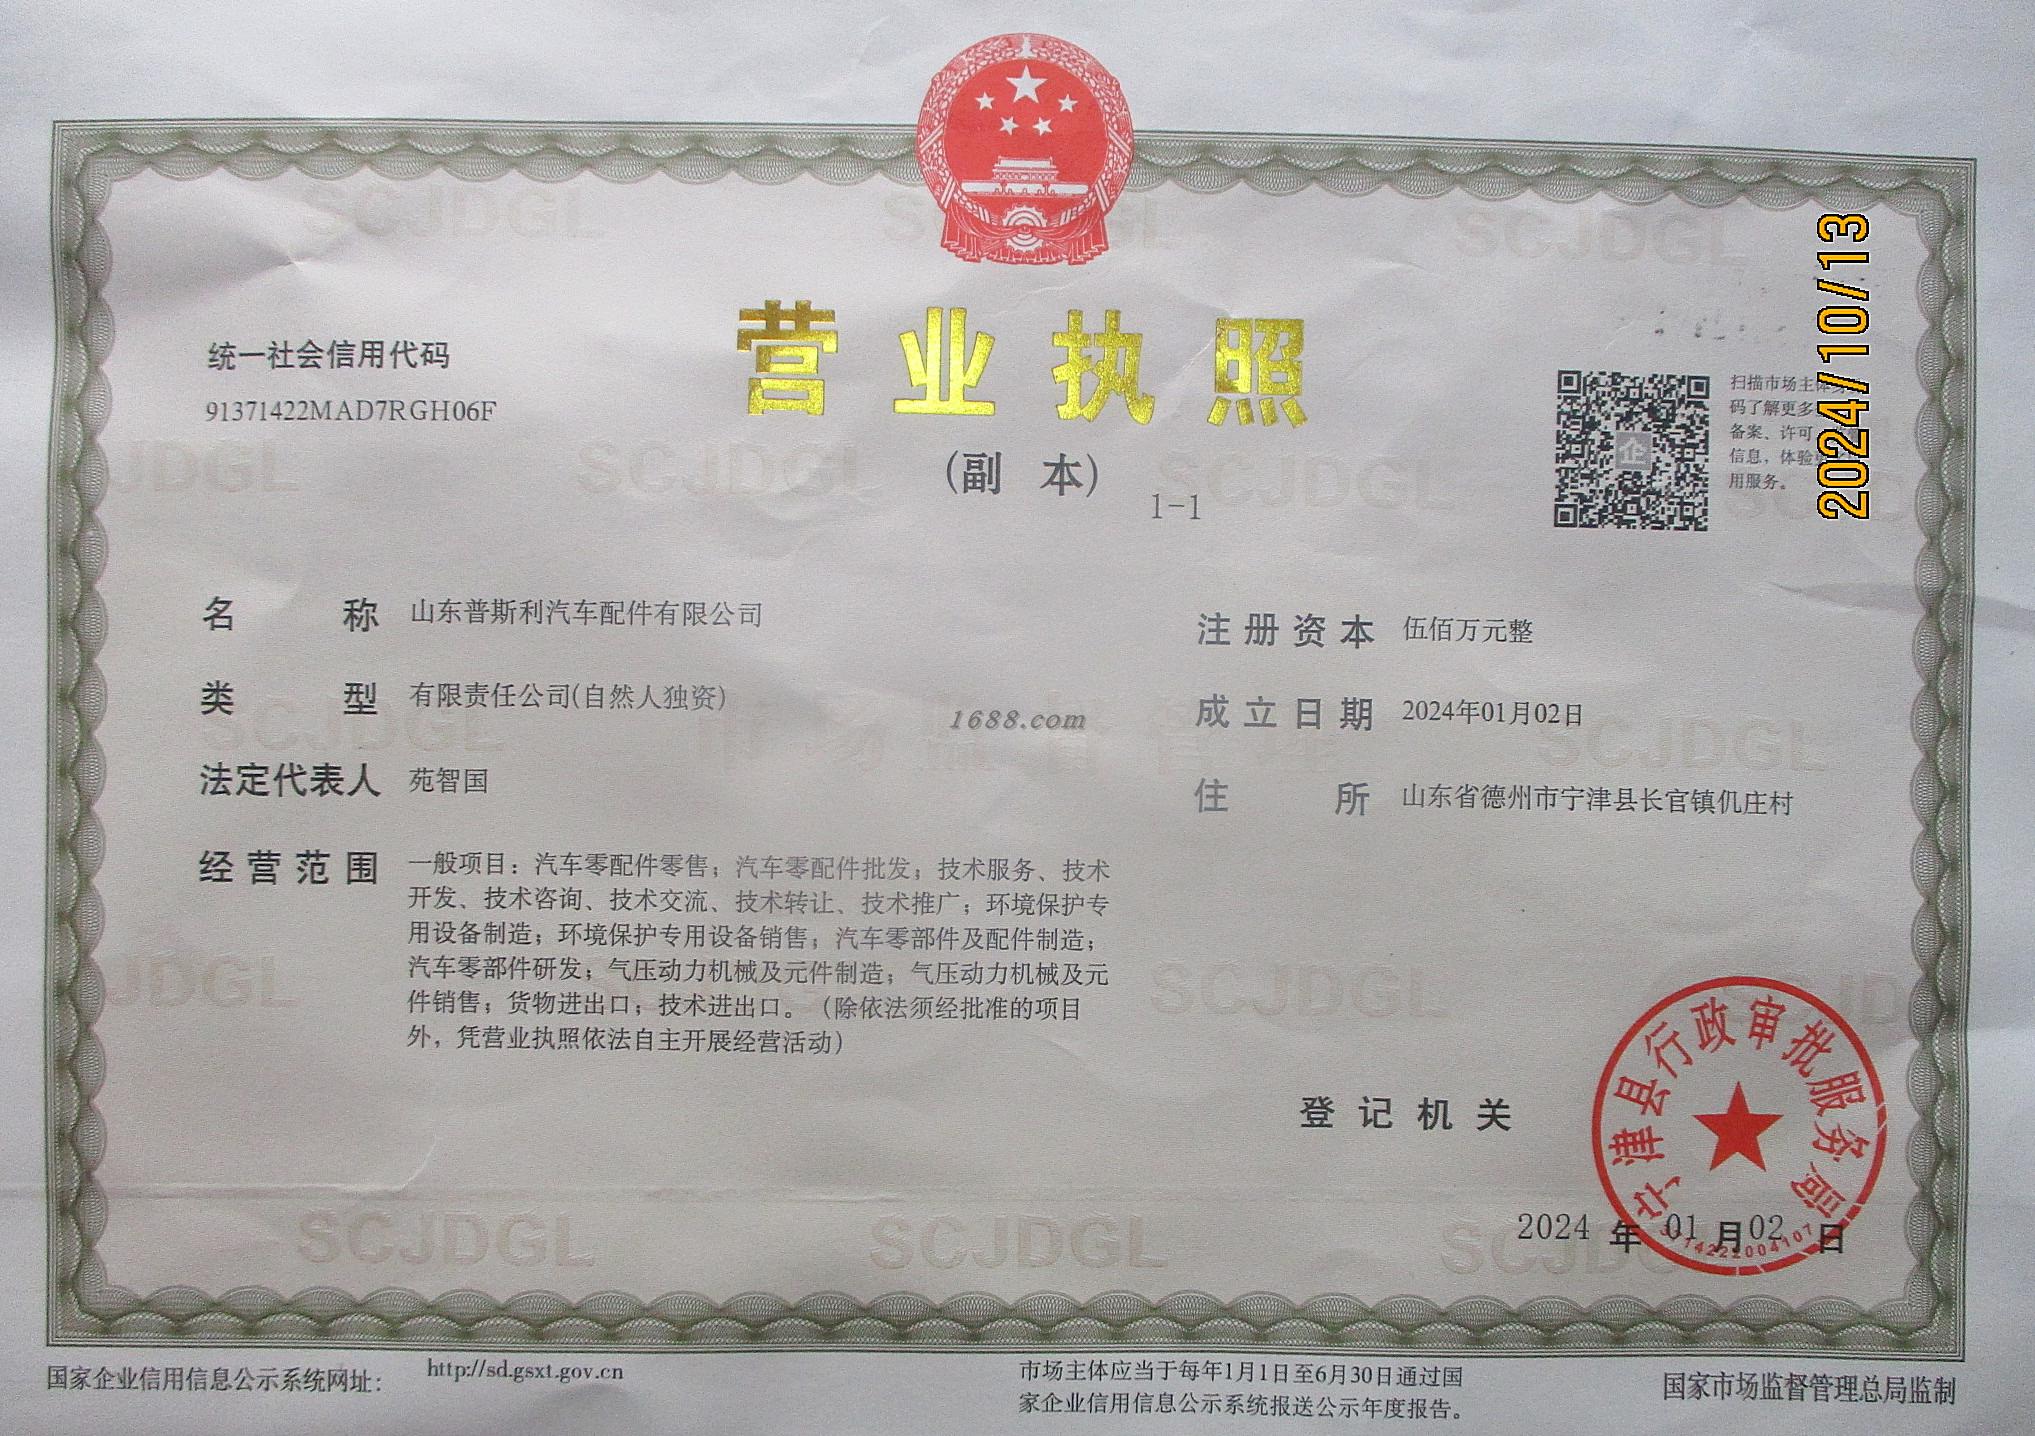 统一社会信用代码
91371422MAD7RGH06F
营业执照
(副 本)
1-1
扫描市场主体
码了解更多
备案、许可
信息，体验
用服务。
2024/10/13
名 称 山东普斯利汽车配件有限公司
类 型 有限责任公司(自然人独资)
法定代表人 苑智国
经营范围 一般项目：汽车零配件零售；汽车零配件批发；技术服务、技术
开发、技术咨询、技术交流、技术转让、技术推广；环境保护专
用设备制造；环境保护专用设备销售；汽车零部件及配件制造；
汽车零部件研发；气压动力机械及元件制造；气压动力机械及元
件销售；货物进出口；技术进出口。（除依法须经批准的项目
外，凭营业执照依法自主开展经营活动）
1688.com
注册资本 伍佰万元整
成立日期 2024年01月02日
住 所 山东省德州市宁津县长官镇仉庄村
登记机关
宁津县行政审批服务局
2024 年 01 月 02 日
国家企业信用信息公示系统网址：
http://sd.gsxt.gov.cn
市场主体应当于每年1月1日至6月30日通过国
家企业信用信息公示系统报送公示年度报告。
国家市场监督管理总局监制
SCJDGL